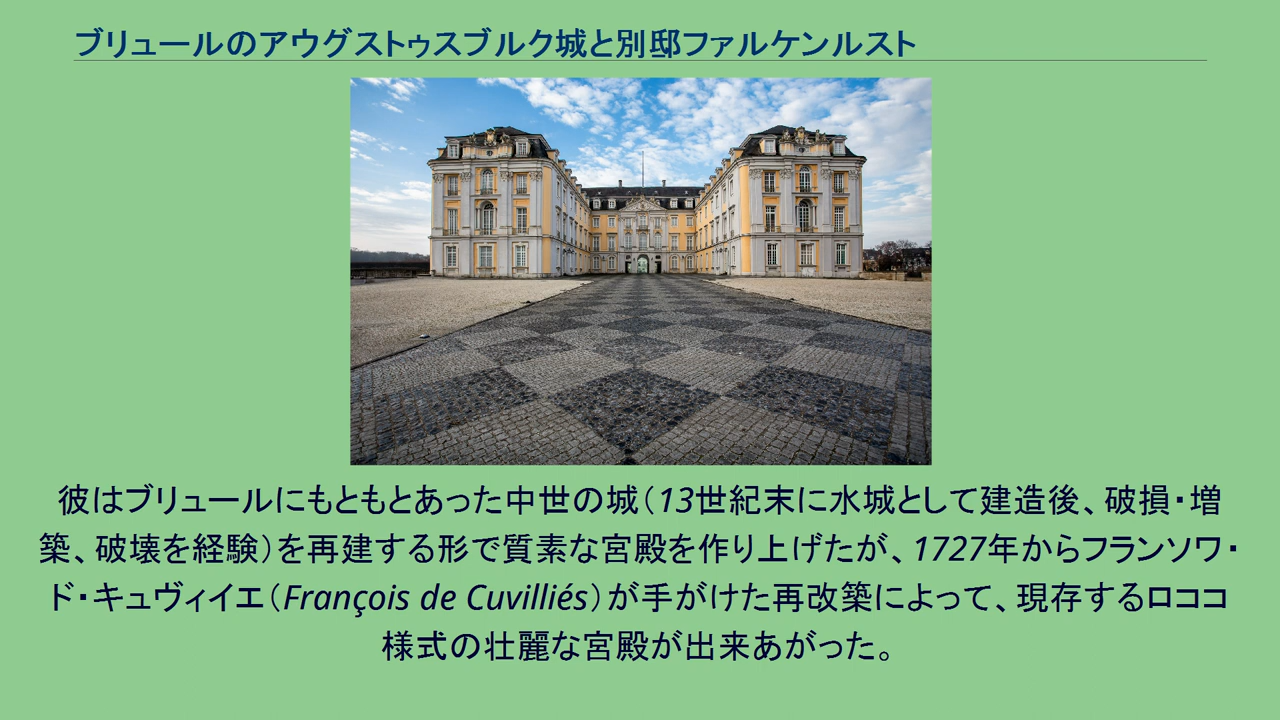 ブリュールのアウグストゥスブルク城と別邸ファルケンルスト
彼はブリュールにもともとあった中世の城（13世紀末に水城として建造後、破損・増
築、破壊を経験）を再建する形で質素な宮殿を作り上げたが、1727年からフランソワ・
ド・キュヴィイエ（François de Cuvilliés）が手がけた再改築によって、現存するロココ
様式の壮麗な宮殿が出来あがった。